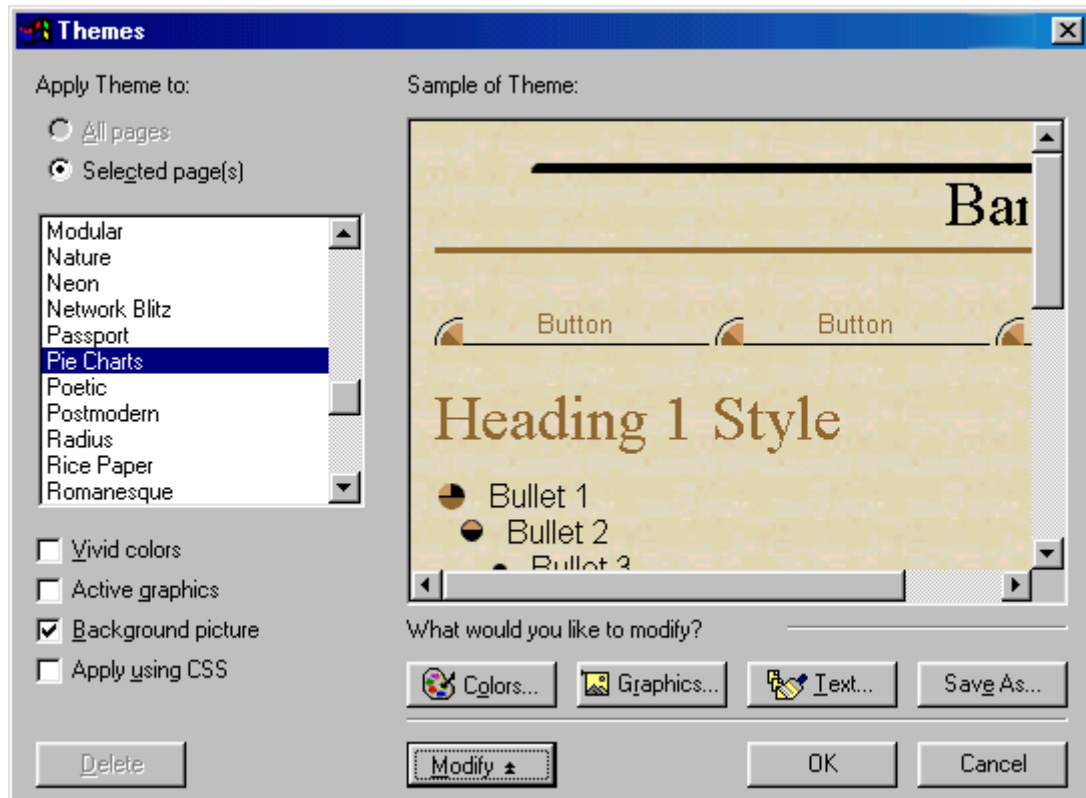 Themes
Apply Theme to:
All pages
Selected page(s)
Modular
Nature
Neon
Network Blitz
Passport
Pie Charts
Poetic
Postmodern
Radius
Rice Paper
Romanesque
Vivid colors
Active graphics
Background picture
Apply using CSS
Delete
Sample of Theme:
Ban
Button Button
Heading 1 Style
Bullet 1
Bullet 2
Bullet 3
What would you like to modify?
Colors... Graphics... Text... Save As...
Modify OK Cancel